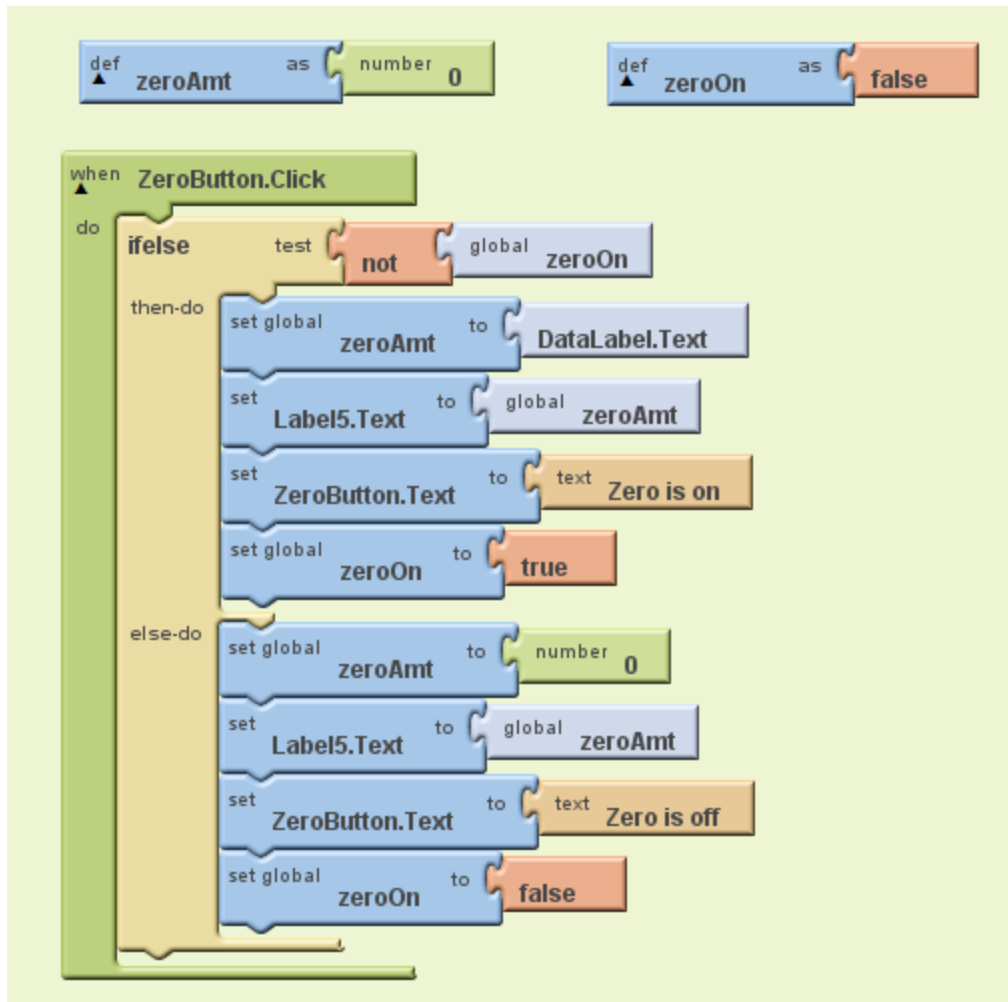 def zeroAmt as number 0
def zeroOn as false
when ZeroButton.Click
do ifelse test not global zeroOn
then-do set global zeroAmt to DataLabel.Text
set Label5.Text to global zeroAmt
set ZeroButton.Text to text Zero is on
set global zeroOn to true
else-do set global zeroAmt to number 0
set Label5.Text to global zeroAmt
set ZeroButton.Text to text Zero is off
set global zeroOn to false